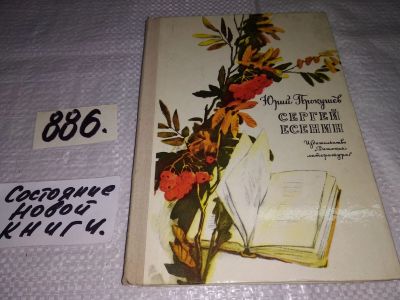 886.
Состояние
новой
книги.
Юрий Прокушев
СЕРГЕЙ
ЕСЕНИН
Издательство
„Детская
литература"